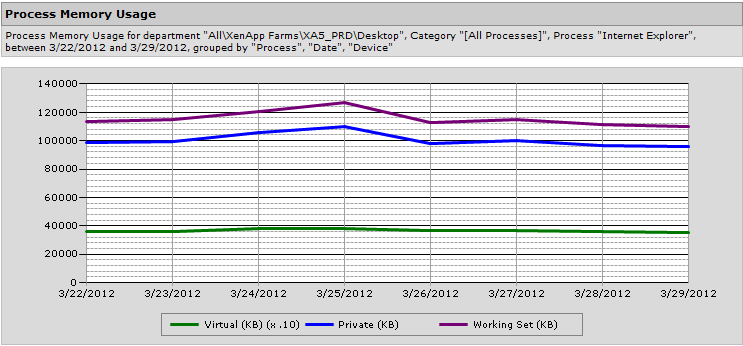 Process Memory Usage
Process Memory Usage for department "All\XenApp Farms\XA5_PRD\Desktop", Category "[All Processes]", Process "Internet Explorer",
between 3/22/2012 and 3/29/2012, grouped by "Process", "Date", "Device"
140000
120000
100000
80000
60000
40000
20000
0
3/22/2012 3/23/2012 3/24/2012 3/25/2012 3/26/2012 3/27/2012 3/28/2012 3/29/2012
Virtual (KB) (x .10) Private (KB) Working Set (KB)